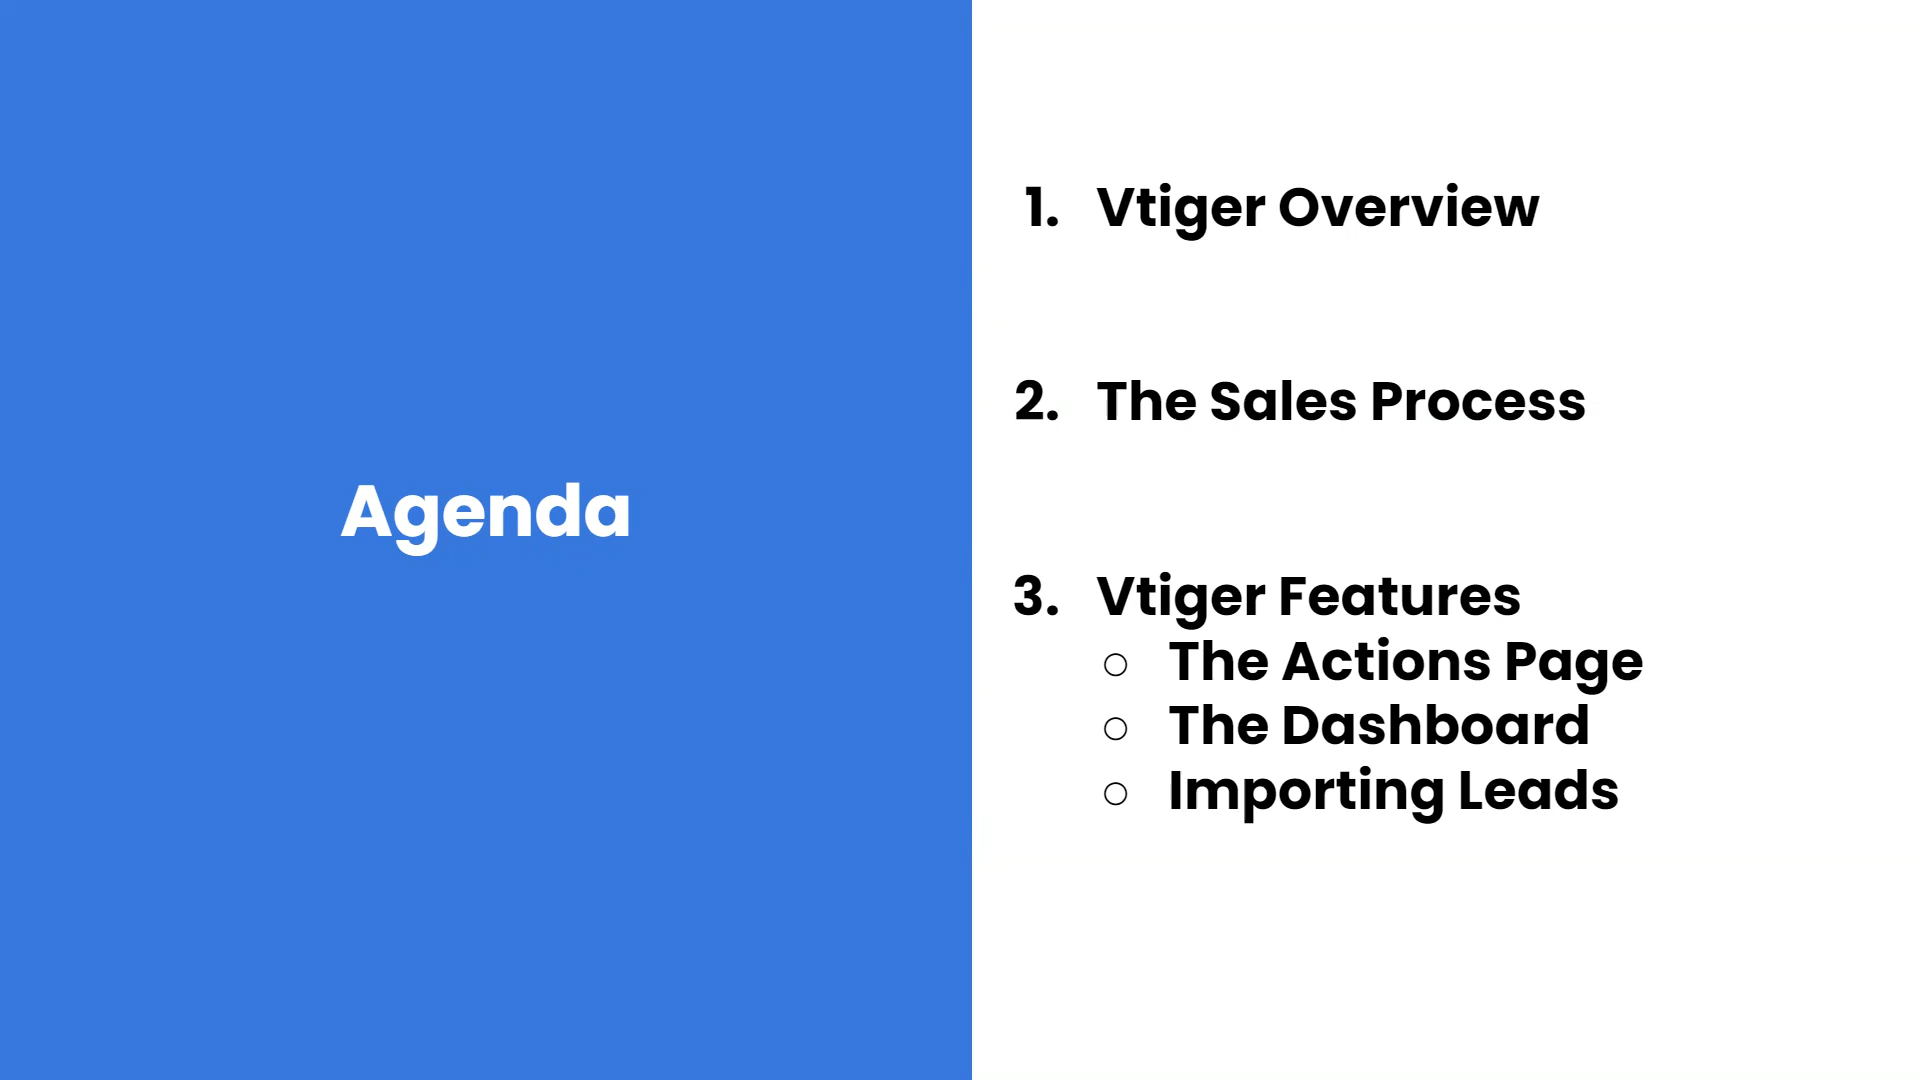 Agenda
1. Vtiger Overview
2. The Sales Process
3. Vtiger Features
○ The Actions Page
○ The Dashboard
○ Importing Leads